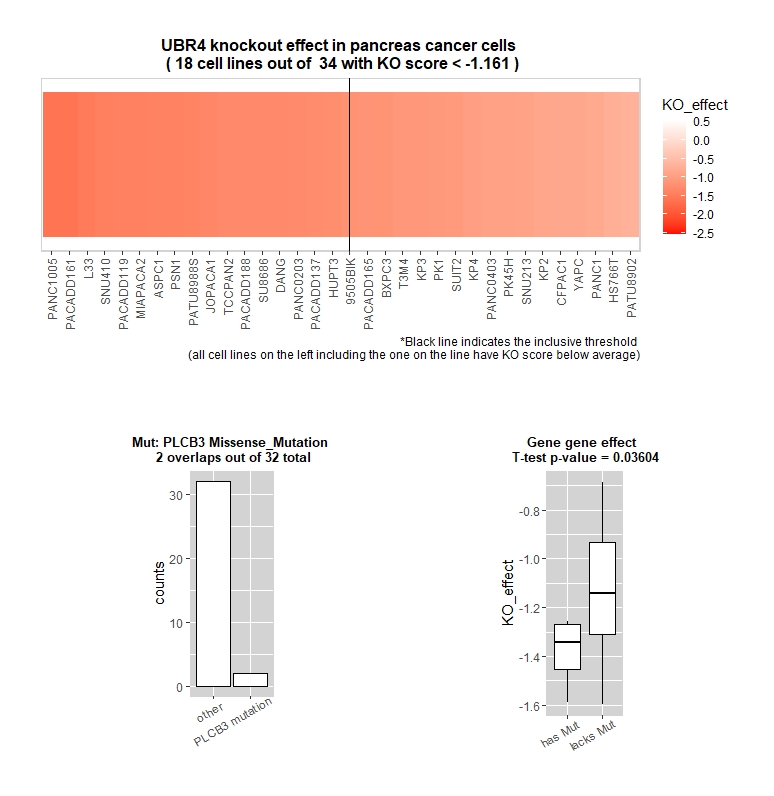 UBR4 knockout effect in pancreas cancer cells
( 18 cell lines out of 34 with KO score < -1.161 )
KO_effect
0.5
0.0
-0.5
-1.0
-1.5
-2.0
-2.5
PANC1005
PACADD161
L33
SNU410
PACADD119
MIAPACA2
ASPC1
PSN1
PATU8988S
JOPACA1
TCCPAN2
PACADD188
SU8686
DANG
PANC0203
PACADD137
HUPT3
9505BIK
PACADD165
BXPC3
T3M4
KP3
PK1
SUIT2
KP4
PANC0403
PK45H
SNU213
KP2
CFPAC1
YAPC
PANC1
HS766T
PATU8902
*Black line indicates the inclusive threshold
(all cell lines on the left including the one on the line have KO score below average)
Mut: PLCB3 Missense_Mutation
2 overlaps out of 32 total
counts
30
20
10
0
other
PLCB3 mutation
Gene gene effect
T-test p-value = 0.03604
KO_effect
-0.8
-1.0
-1.2
-1.4
-1.6
has Mut
lacks Mut